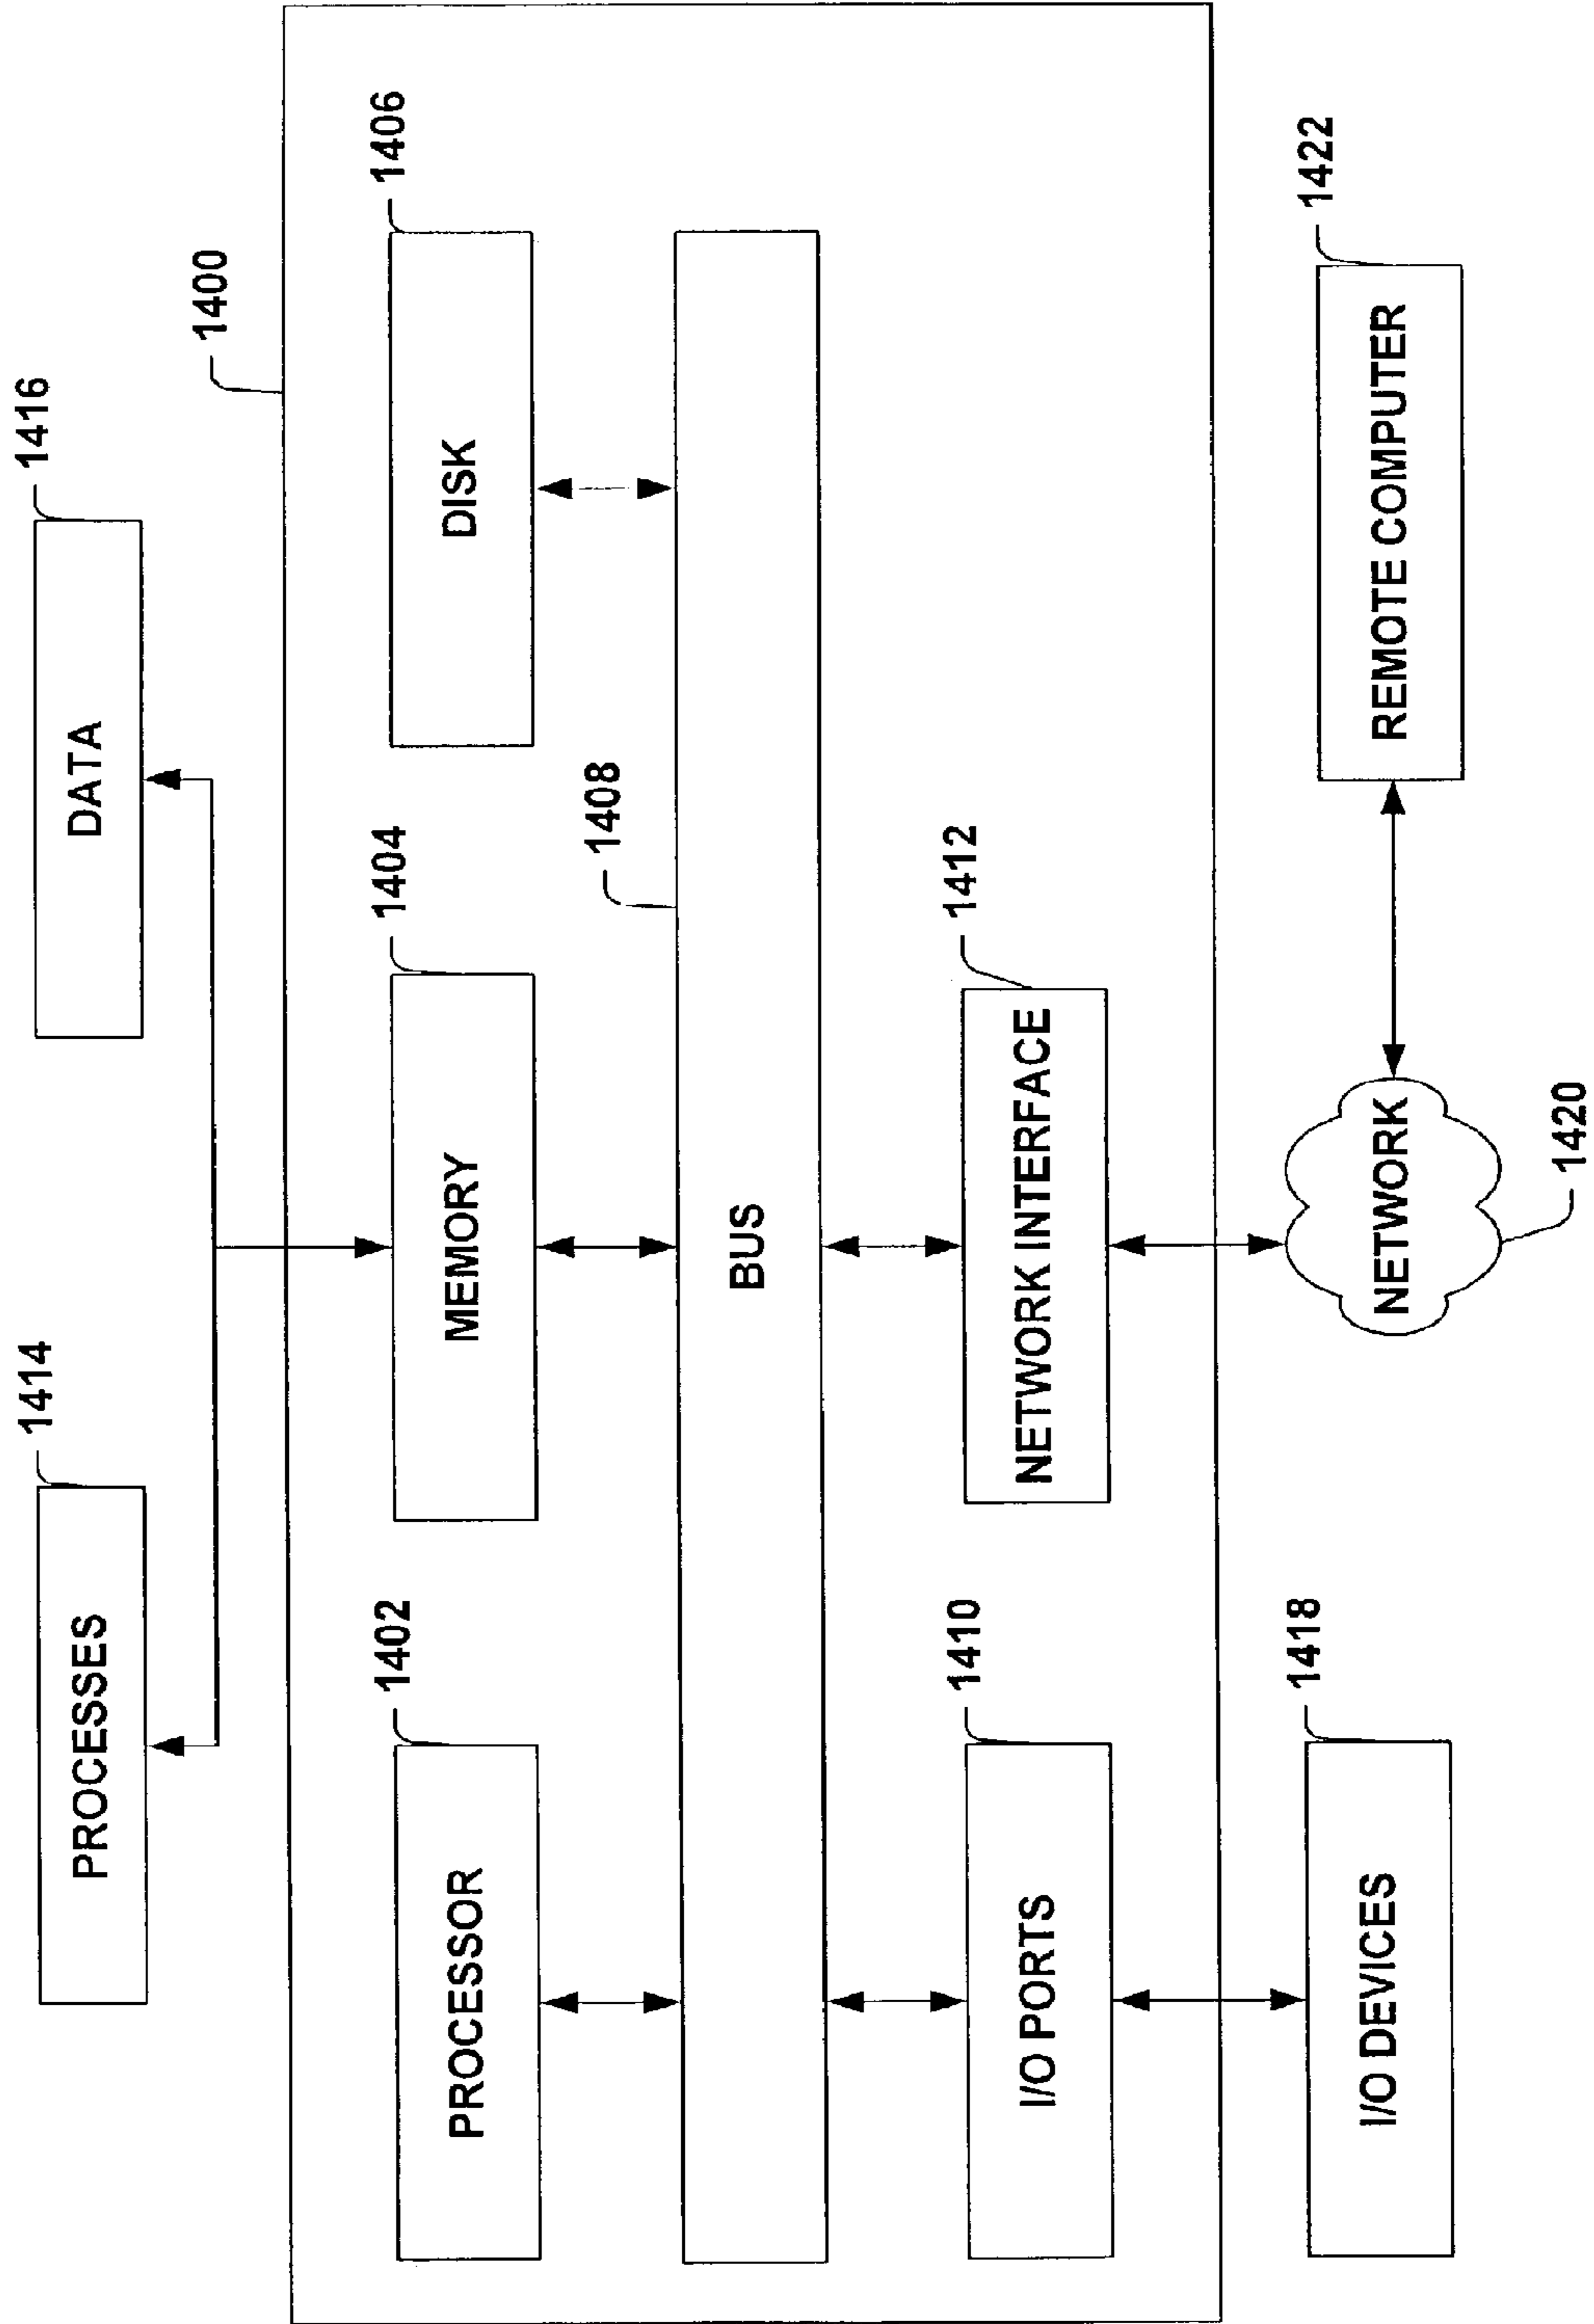 1414
1416
PROCESSES
DATA
1400
1402
1404
1406
PROCESSOR
MEMORY
DISK
1408
BUS
1410
1412
I/O PORTS
NETWORK INTERFACE
1418
1422
I/O DEVICES
NETWORK
REMOTE COMPUTER
1420